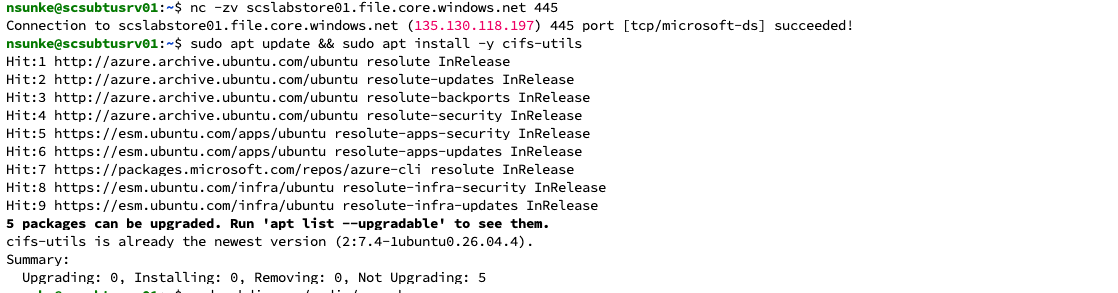 nsunke@scsubtusrv01:~$ nc -zv scslabstore01.file.core.windows.net 445
Connection to scslabstore01.file.core.windows.net (135.130.118.197) 445 port [tcp/microsoft-ds] succeeded!
nsunke@scsubtusrv01:~$ sudo apt update && sudo apt install -y cifs-utils
Hit:1 http://azure.archive.ubuntu.com/ubuntu resolute InRelease
Hit:2 http://azure.archive.ubuntu.com/ubuntu resolute-updates InRelease
Hit:3 http://azure.archive.ubuntu.com/ubuntu resolute-backports InRelease
Hit:4 http://azure.archive.ubuntu.com/ubuntu resolute-security InRelease
Hit:5 https://esm.ubuntu.com/apps/ubuntu resolute-apps-security InRelease
Hit:6 https://esm.ubuntu.com/apps/ubuntu resolute-apps-updates InRelease
Hit:7 https://packages.microsoft.com/repos/azure-cli resolute InRelease
Hit:8 https://esm.ubuntu.com/infra/ubuntu resolute-infra-security InRelease
Hit:9 https://esm.ubuntu.com/infra/ubuntu resolute-infra-updates InRelease
5 packages can be upgraded. Run 'apt list --upgradable' to see them.
cifs-utils is already the newest version (2:7.4-1ubuntu0.26.04.4).
Summary:
  Upgrading: 0, Installing: 0, Removing: 0, Not Upgrading: 5